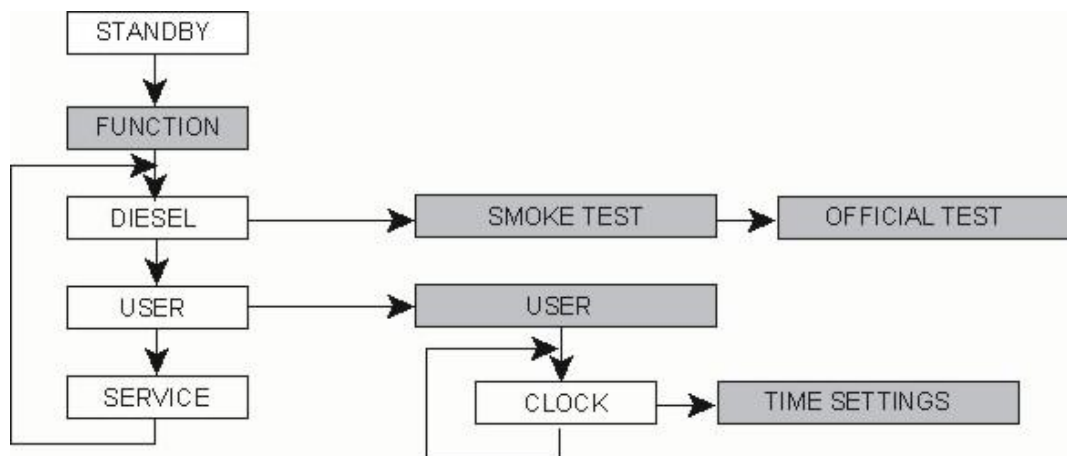 STANDBY
FUNCTION
DIESEL
SMOKE TEST
OFFICIAL TEST
USER
USER
SERVICE
CLOCK
TIME SETTINGS